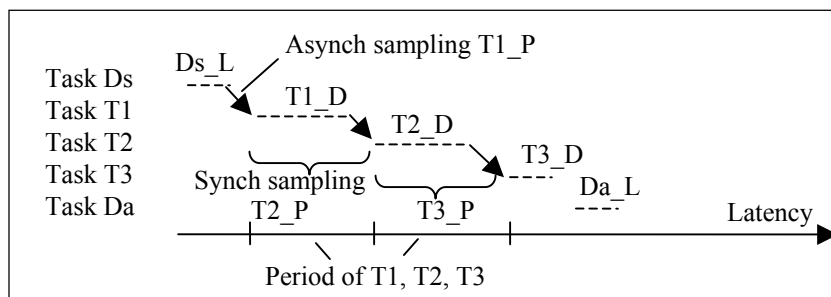 Asynch sampling T1_P
Ds_L
Task Ds
Task T1
T1_D
Task T2
T2_D
Task T3
T3_D
Synch sampling
Da_L
Task Da
T2_P
T3_P
Latency
Period of T1, T2, T3